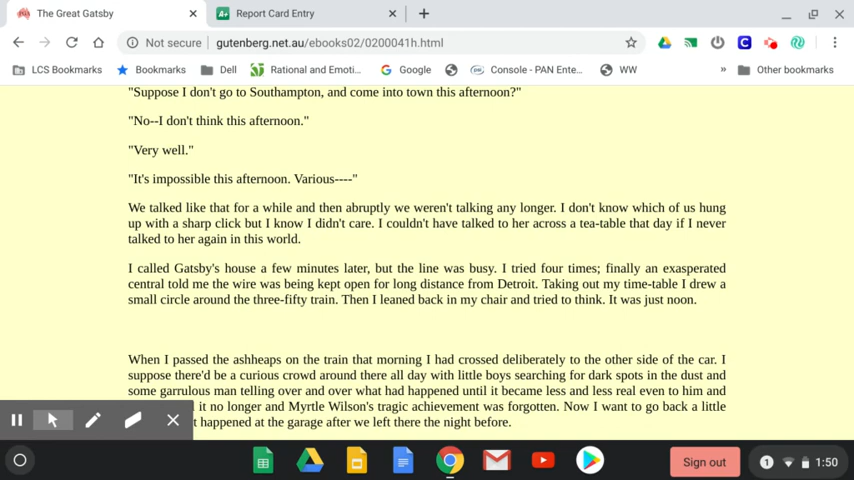 The Great Gatsby
Report Card Entry
Not secure | gutenberg.net.au/ebooks02/0200041h.html
LCS Bookmarks Bookmarks Dell Rational and Emoti... Google Console - PAN Ente... WW » Other bookmarks
"Suppose I don't go to Southampton, and come into town this afternoon?"
"No--I don't think this afternoon."
"Very well."
"It's impossible this afternoon. Various----"
We talked like that for a while and then abruptly we weren't talking any longer. I don't know which of us hung
up with a sharp click but I know I didn't care. I couldn't have talked to her across a tea-table that day if I never
talked to her again in this world.
I called Gatsby's house a few minutes later, but the line was busy. I tried four times; finally an exasperated
central told me the wire was being kept open for long distance from Detroit. Taking out my time-table I drew a
small circle around the three-fifty train. Then I leaned back in my chair and tried to think. It was just noon.
When I passed the ashheaps on the train that morning I had crossed deliberately to the other side of the car. I
suppose there'd be a curious crowd around there all day with little boys searching for dark spots in the dust and
some garrulous man telling over and over what had happened until it became less and less real even to him and
it no longer and Myrtle Wilson's tragic achievement was forgotten. Now I want to go back a little
t happened at the garage after we left there the night before.
Sign out
1 1:50